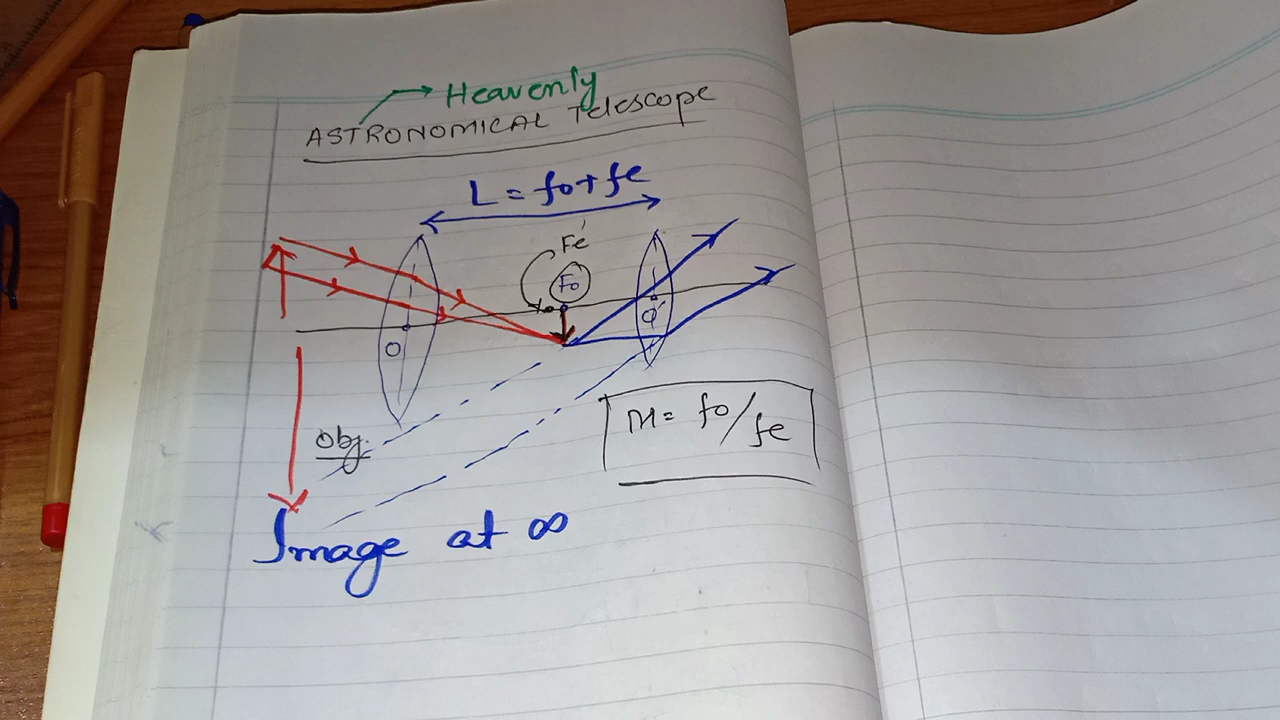 Heavenly
ASTRONOMICAL Telescope
L = fo + fe
Fe'
Fo
O
O'
Obj.
M = fo/fe
Image at ∞